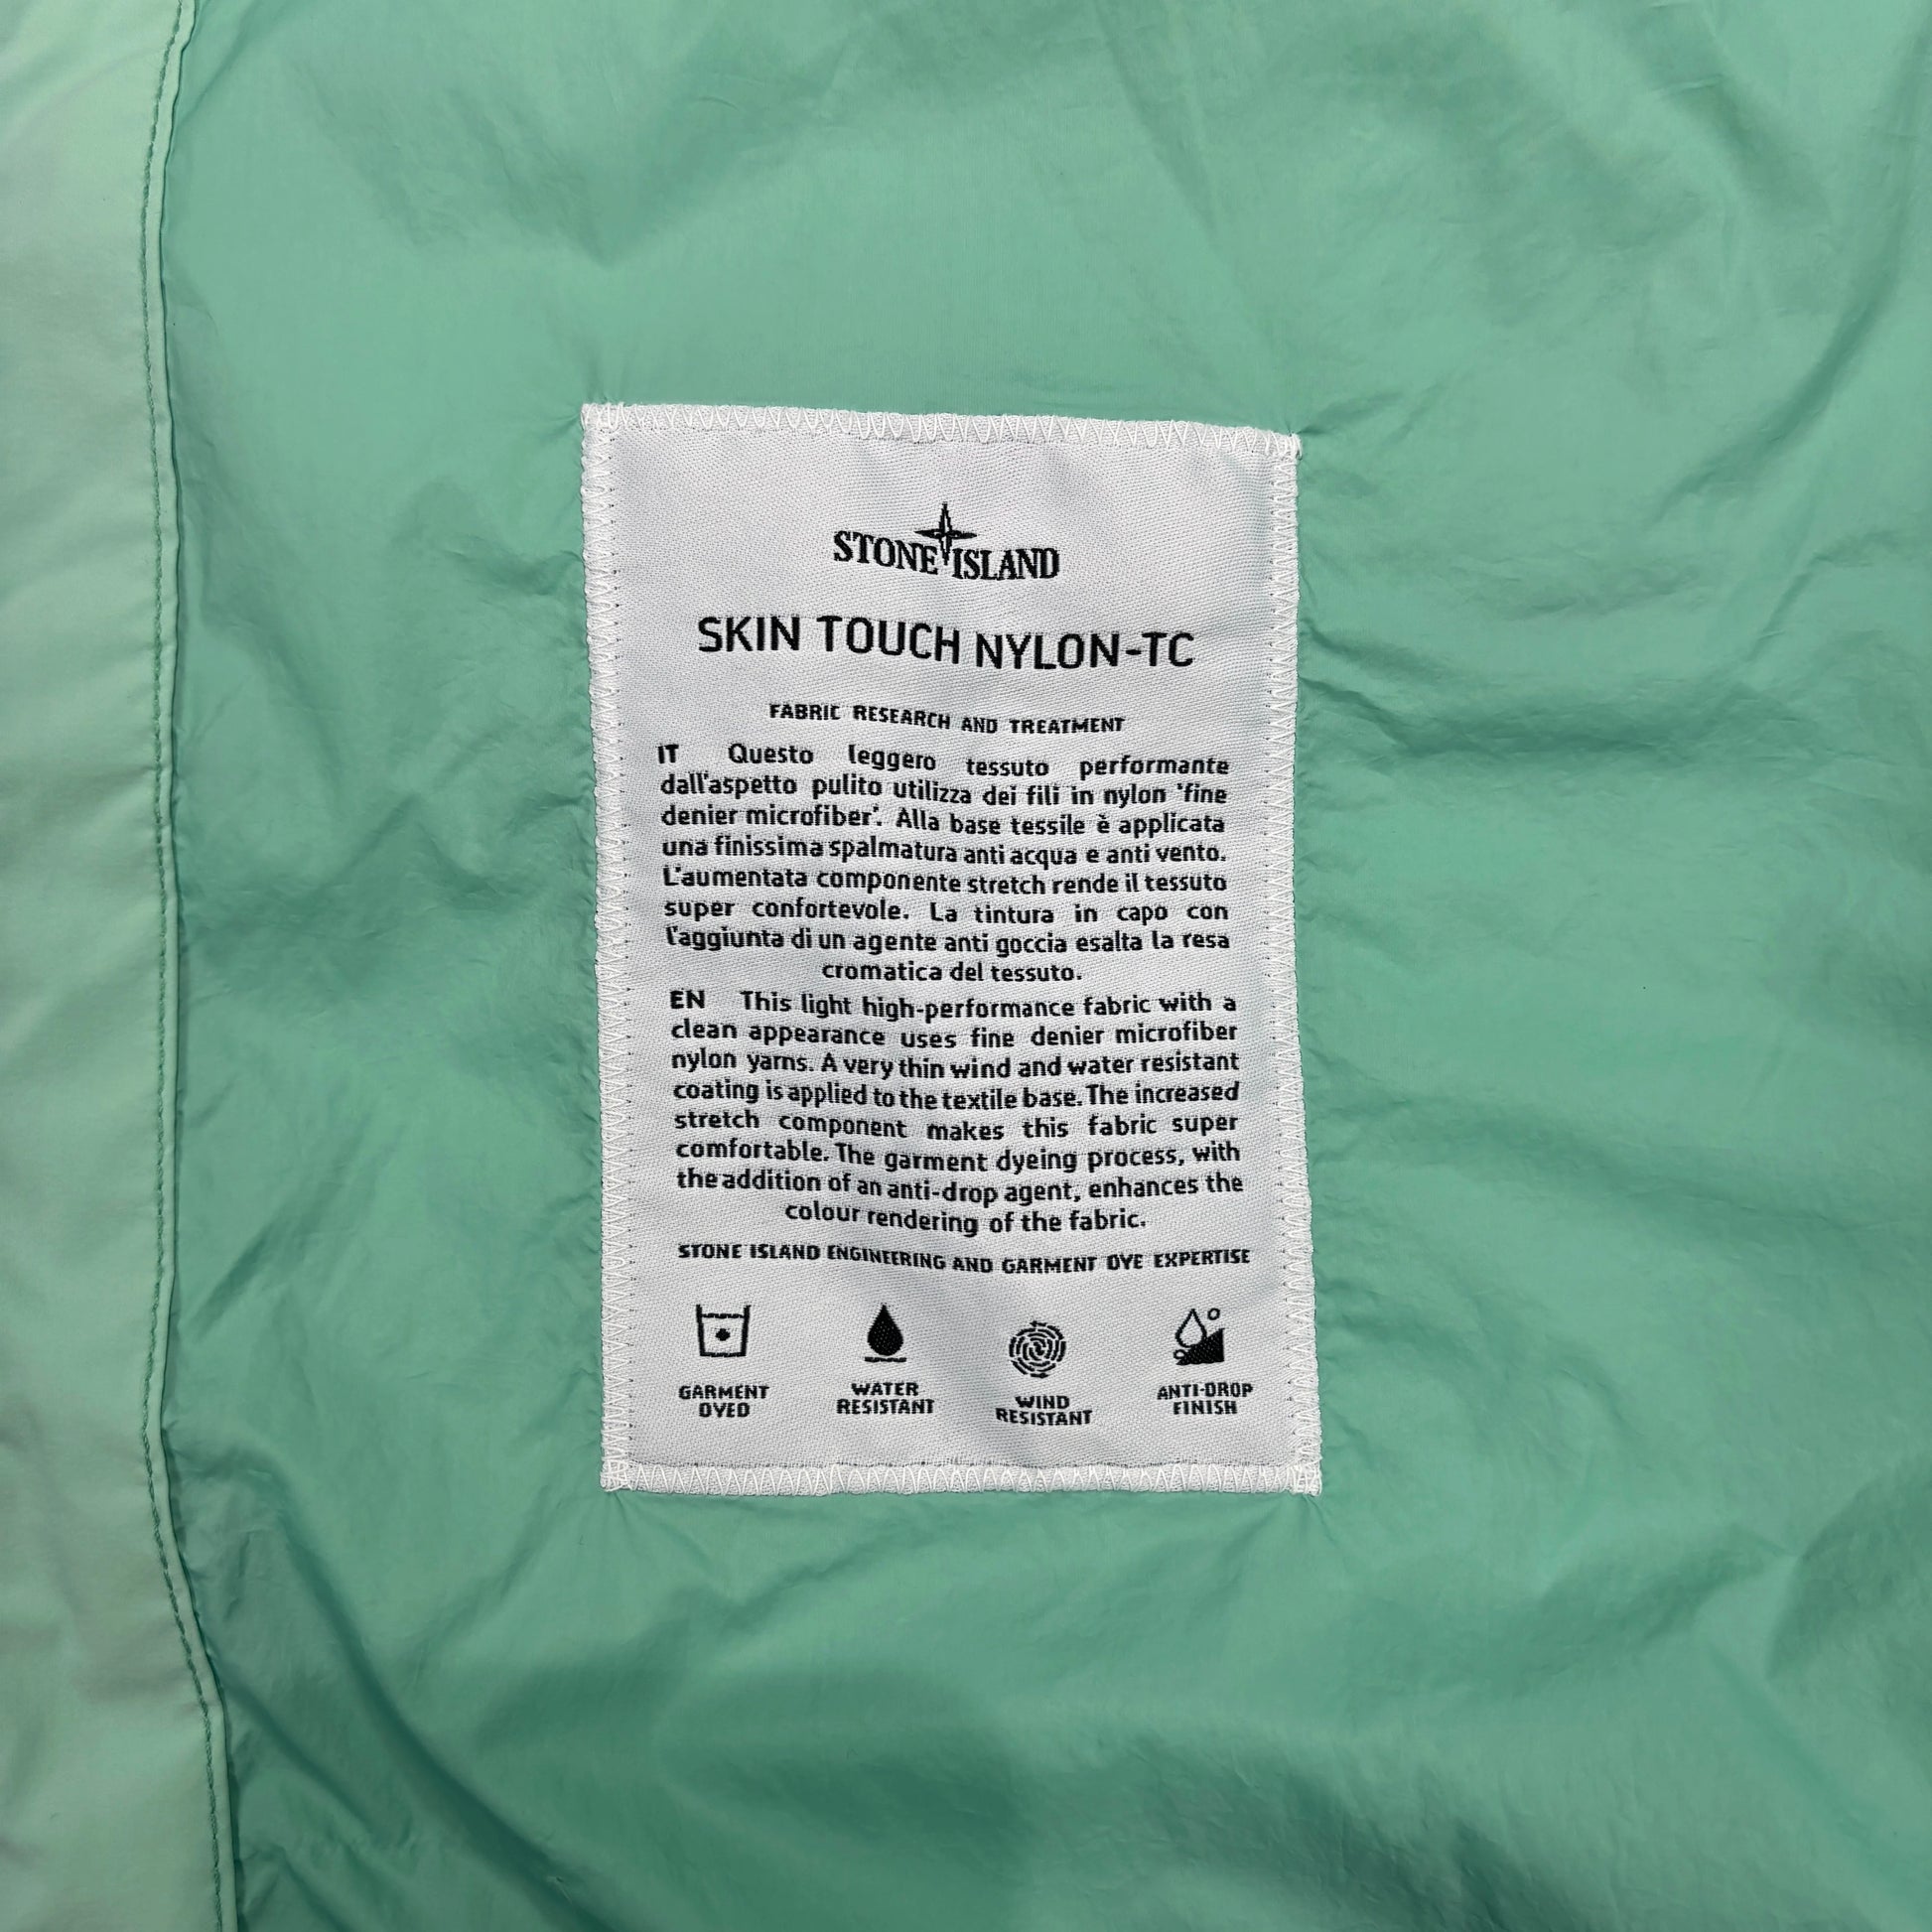 STONE ISLAND
SKIN TOUCH NYLON-TC
FABRIC RESEARCH AND TREATMENT
IT Questo leggero tessuto performante
dall'aspetto pulito utilizza dei fili in nylon 'fine
denier microfiber'. Alla base tessile è applicata
una finissima spalmatura anti acqua e anti vento.
L'aumentata componente stretch rende il tessuto
super confortevole. La tintura in capo con
l'aggiunta di un agente anti goccia esalta la resa
cromatica del tessuto.
EN This light high-performance fabric with a
clean appearance uses fine denier microfiber
nylon yarns. A very thin wind and water resistant
coating is applied to the textile base. The increased
stretch component makes this fabric super
comfortable. The garment dyeing process, with
the addition of an anti-drop agent, enhances the
colour rendering of the fabric.
STONE ISLAND ENGINEERING AND GARMENT DYE EXPERTISE
GARMENT
DYED
WATER
RESISTANT
WIND
RESISTANT
ANTI-DROP
FINISH